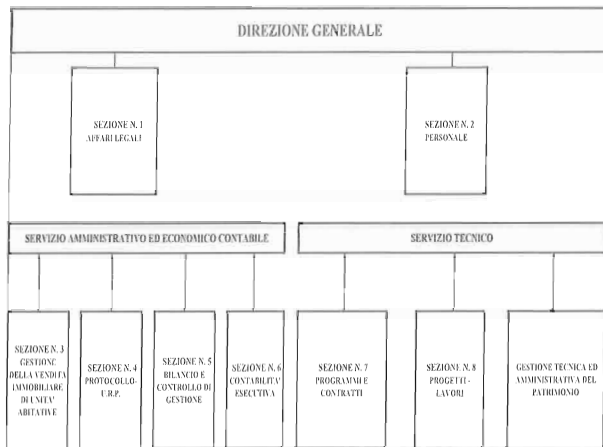 DIREZIONE GENERALE
SEZIONE N. 1
AFFARI LEGALI
SEZIONE N. 2
PERSONALE
SERVIZIO AMMINISTRATIVO ED ECONOMICO CONTABILE
SERVIZIO TECNICO
SEZIONE N. 3
GESTIONE
DELLA VENDITA
IMMOBILIARE
DI UNITA'
ABITATIVE
SEZIONE N. 4
PROTOCOLLO-
U.R.P.
SEZIONE N. 5
BILANCIO E
CONTROLLO DI
GESTIONE
SEZIONE N. 6
CONTABILITA'
ESECUTIVA
SEZIONE N. 7
PROGRAMMI E
CONTRATTI
SEZIONE N. 8
PROGETTI-
LAVORI
GESTIONE TECNICA ED
AMMINISTRATIVA DEL
PATRIMONIO